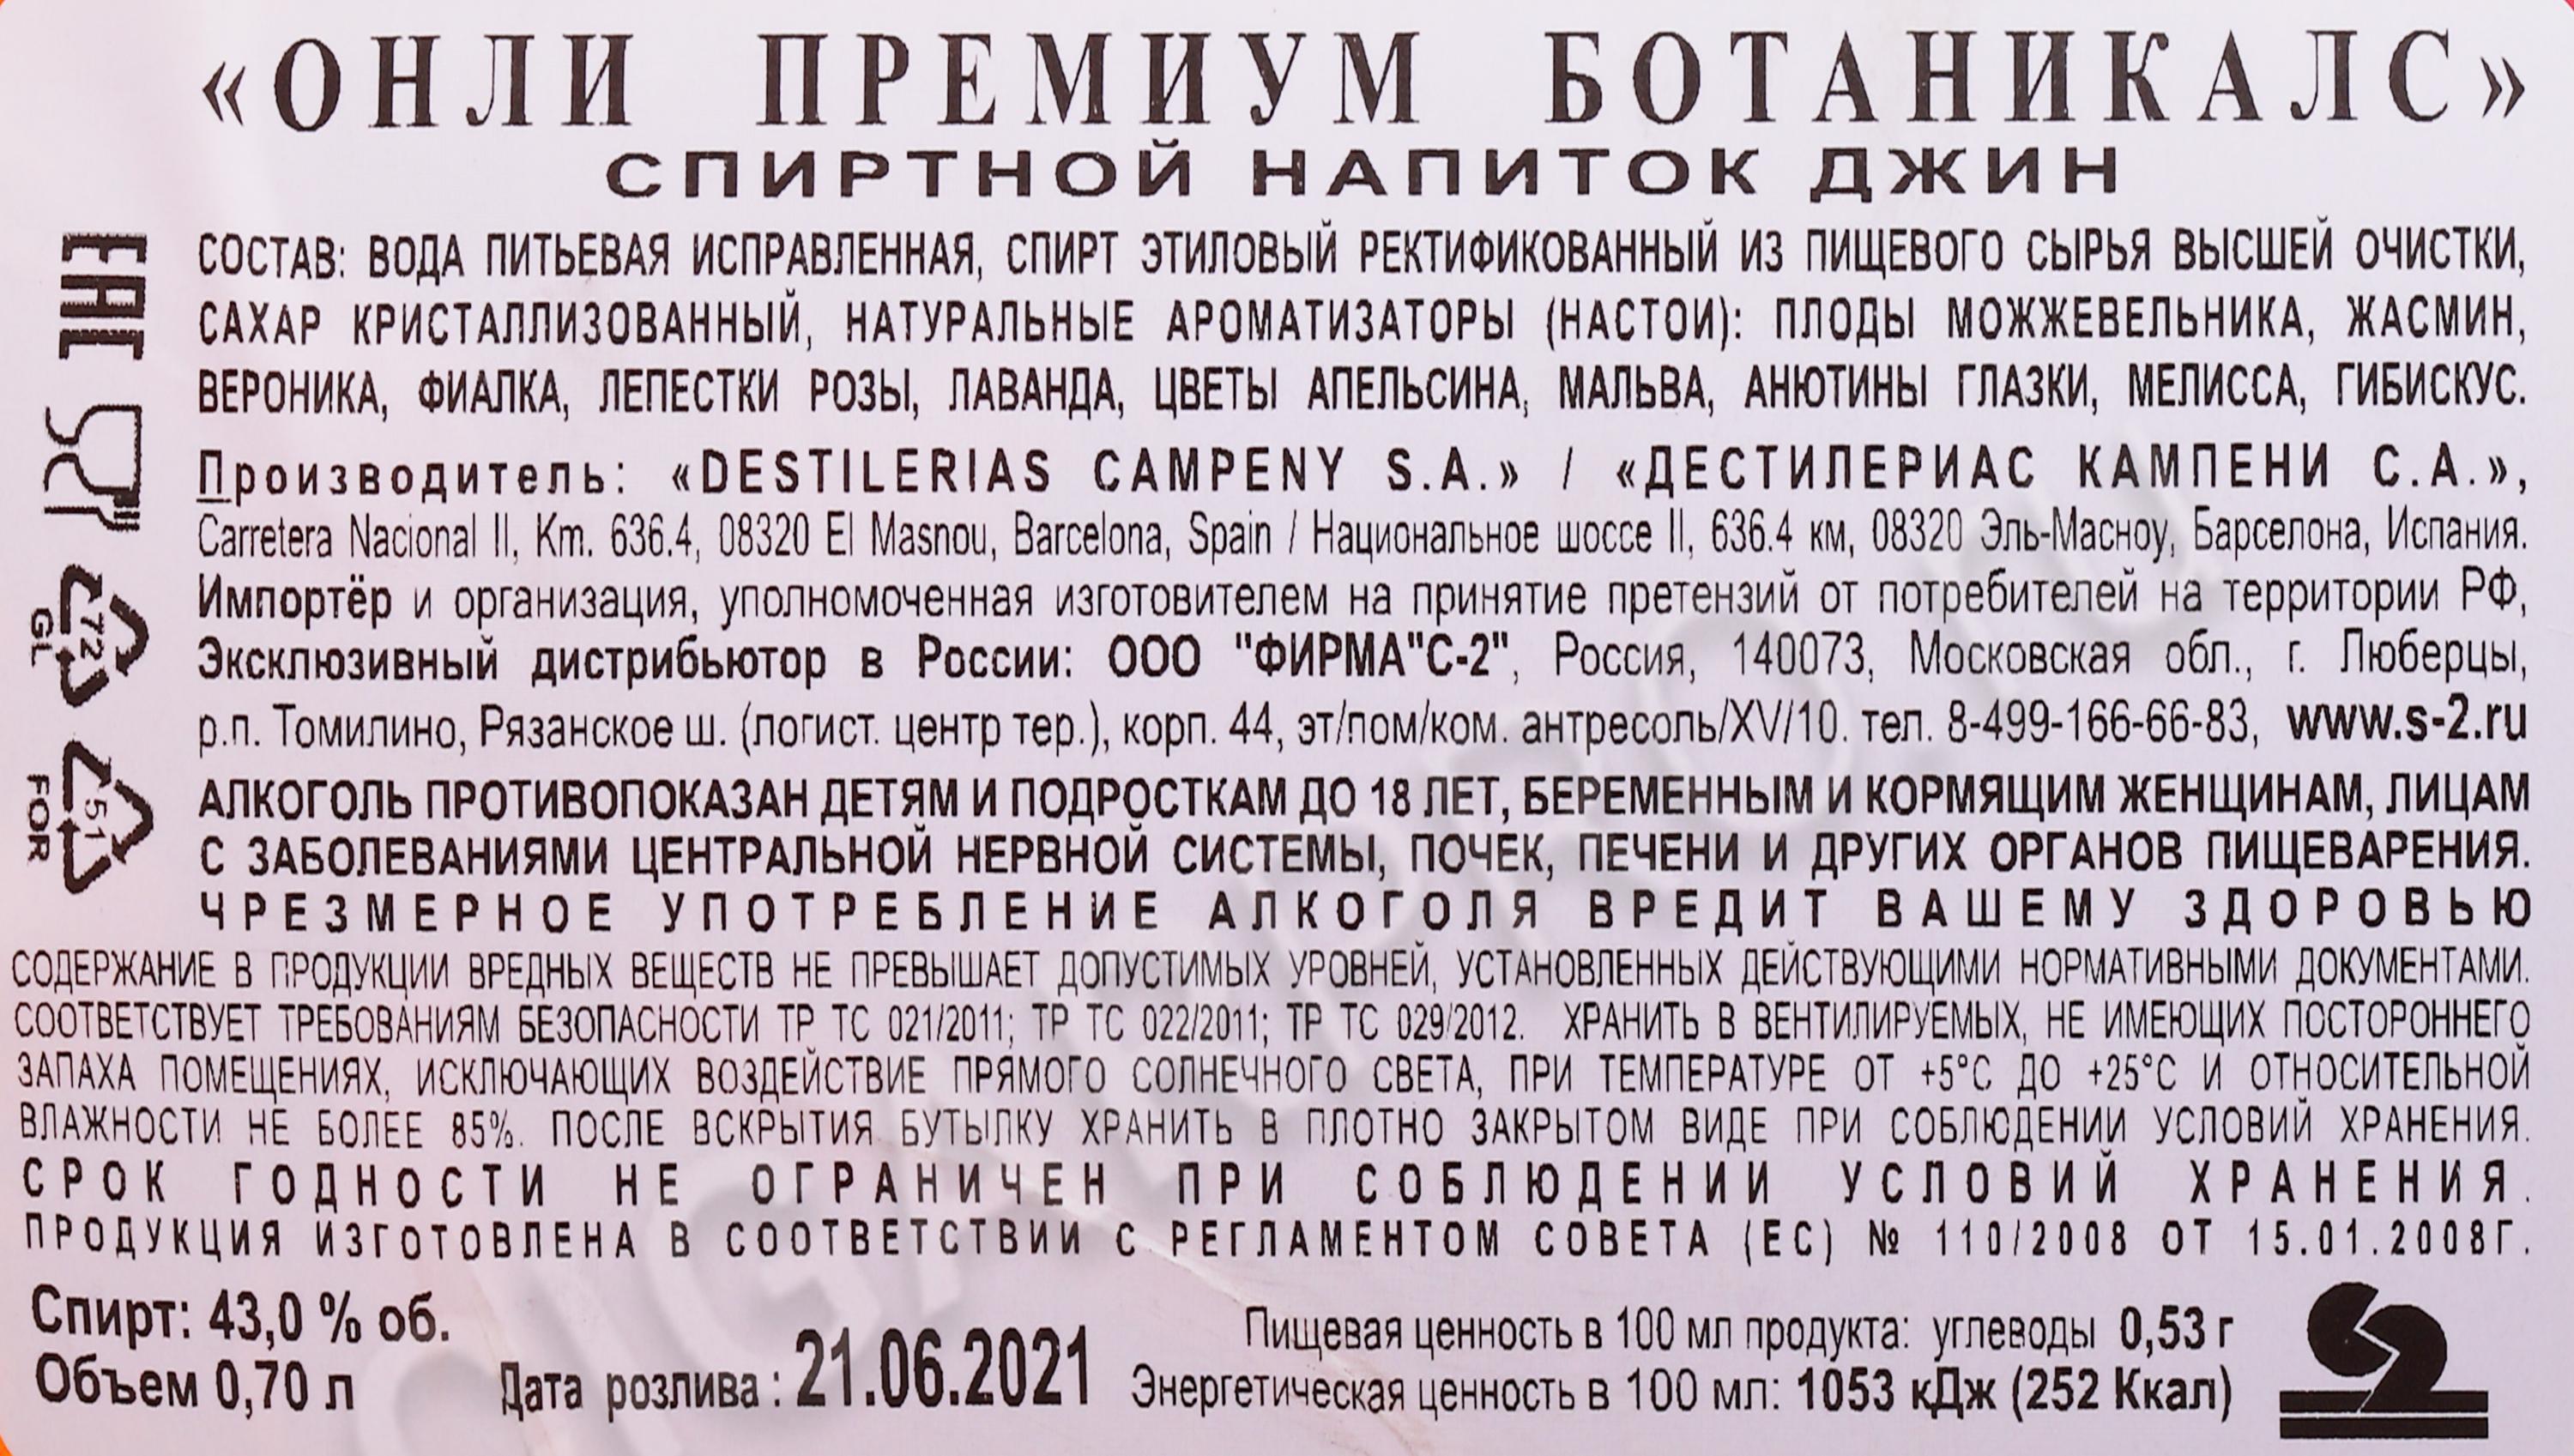 «ОНЛИ ПРЕМИУМ БОТАНИКАЛС»
СПИРТНОЙ НАПИТОК ДЖИН
СОСТАВ: ВОДА ПИТЬЕВАЯ ИСПРАВЛЕННАЯ, СПИРТ ЭТИЛОВЫЙ РЕКТИФИКОВАННЫЙ ИЗ ПИЩЕВОГО СЫРЬЯ ВЫСШЕЙ ОЧИСТКИ,
САХАР КРИСТАЛЛИЗОВАННЫЙ, НАТУРАЛЬНЫЕ АРОМАТИЗАТОРЫ (НАСТОИ): ПЛОДЫ МОЖЖЕВЕЛЬНИКА, ЖАСМИН,
ВЕРОНИКА, ФИАЛКА, ЛЕПЕСТКИ РОЗЫ, ЛАВАНДА, ЦВЕТЫ АПЕЛЬСИНА, МАЛЬВА, АНЮТИНЫ ГЛАЗКИ, МЕЛИССА, ГИБИСКУС.
Производитель: «DESTILERIAS CAMPENY S.A.» / «ДЕСТИЛЕРИАС КАМПЕНИ С.А.»,
Carretera Nacional II, Km. 636.4, 08320 El Masnou, Barcelona, Spain / Национальное шоссе II, 636.4 км, 08320 Эль-Масноу, Барселона, Испания.
Импортёр и организация, уполномоченная изготовителем на принятие претензий от потребителей на территории РФ,
Эксклюзивный дистрибьютор в России: ООО "ФИРМА"С-2", Россия, 140073, Московская обл., г. Люберцы,
р.п. Томилино, Рязанское ш. (логист. центр тер.), корп. 44, эт/пом/ком. антресоль/XV/10. тел. 8-499-166-66-83, www.s-2.ru
АЛКОГОЛЬ ПРОТИВОПОКАЗАН ДЕТЯМ И ПОДРОСТКАМ ДО 18 ЛЕТ, БЕРЕМЕННЫМ И КОРМЯЩИМ ЖЕНЩИНАМ, ЛИЦАМ
С ЗАБОЛЕВАНИЯМИ ЦЕНТРАЛЬНОЙ НЕРВНОЙ СИСТЕМЫ, ПОЧЕК, ПЕЧЕНИ И ДРУГИХ ОРГАНОВ ПИЩЕВАРЕНИЯ.
ЧРЕЗМЕРНОЕ УПОТРЕБЛЕНИЕ АЛКОГОЛЯ ВРЕДИТ ВАШЕМУ ЗДОРОВЬЮ
СОДЕРЖАНИЕ В ПРОДУКЦИИ ВРЕДНЫХ ВЕЩЕСТВ НЕ ПРЕВЫШАЕТ ДОПУСТИМЫХ УРОВНЕЙ, УСТАНОВЛЕННЫХ ДЕЙСТВУЮЩИМИ НОРМАТИВНЫМИ ДОКУМЕНТАМИ.
СООТВЕТСТВУЕТ ТРЕБОВАНИЯМ БЕЗОПАСНОСТИ ТР ТС 021/2011; ТР ТС 022/2011; ТР ТС 029/2012. ХРАНИТЬ В ВЕНТИЛИРУЕМЫХ, НЕ ИМЕЮЩИХ ПОСТОРОННЕГО
ЗАПАХА ПОМЕЩЕНИЯХ, ИСКЛЮЧАЮЩИХ ВОЗДЕЙСТВИЕ ПРЯМОГО СОЛНЕЧНОГО СВЕТА, ПРИ ТЕМПЕРАТУРЕ ОТ +5°С ДО +25°С И ОТНОСИТЕЛЬНОЙ
ВЛАЖНОСТИ НЕ БОЛЕЕ 85%. ПОСЛЕ ВСКРЫТИЯ БУТЫЛКУ ХРАНИТЬ В ПЛОТНО ЗАКРЫТОМ ВИДЕ ПРИ СОБЛЮДЕНИИ УСЛОВИЙ ХРАНЕНИЯ.
СРОК ГОДНОСТИ НЕ ОГРАНИЧЕН ПРИ СОБЛЮДЕНИИ УСЛОВИЙ ХРАНЕНИЯ.
ПРОДУКЦИЯ ИЗГОТОВЛЕНА В СООТВЕТСТВИИ С РЕГЛАМЕНТОМ СОВЕТА (ЕС) № 110/2008 ОТ 15.01.2008Г.
Спирт: 43,0 % об.
Объем 0,70 л
Дата розлива: 21.06.2021
Пищевая ценность в 100 мл продукта: углеводы 0,53 г
Энергетическая ценность в 100 мл: 1053 кДж (252 Ккал)
EAC
72
GL
51
FOR